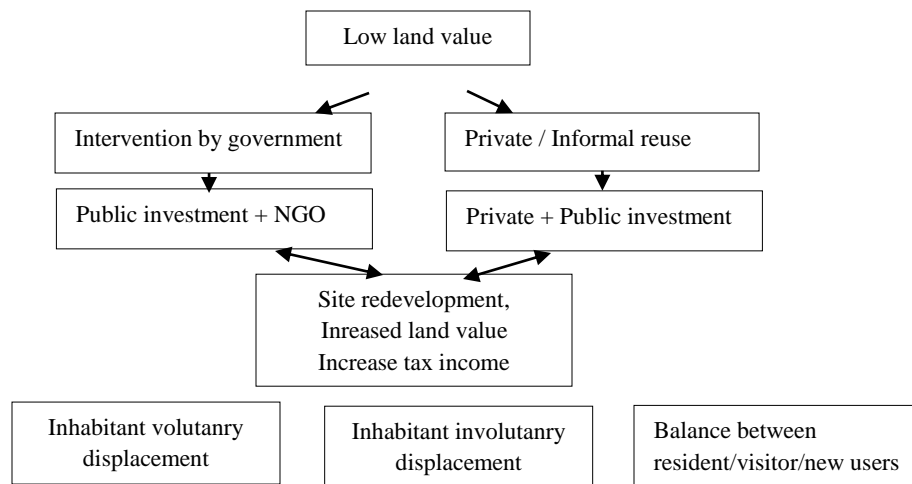 Low land value
Intervention by government
Private / Informal reuse
Public investment + NGO
Private + Public investment
Site redevelopment,
Inreased land value
Increase tax income
Inhabitant volutanry
displacement
Inhabitant involutanry
displacement
Balance between
resident/visitor/new users